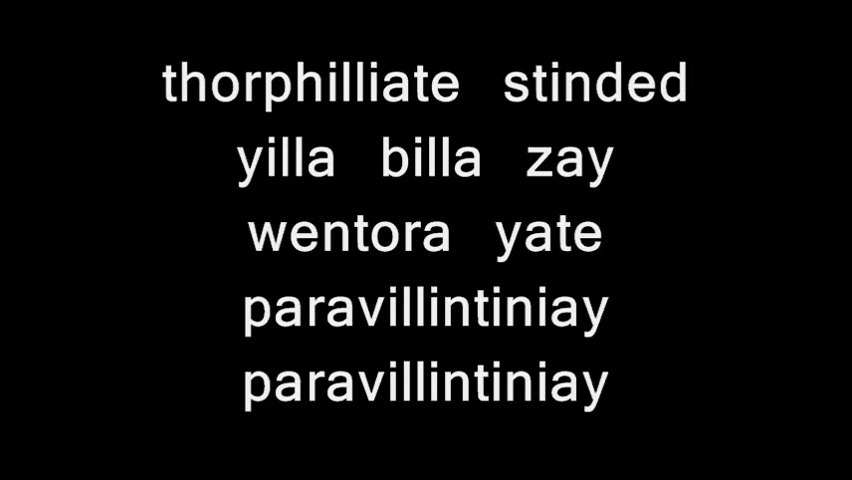 thorphilliate stinded
yilla billa zay
wentora yate
paravillintiniay
paravillintiniay